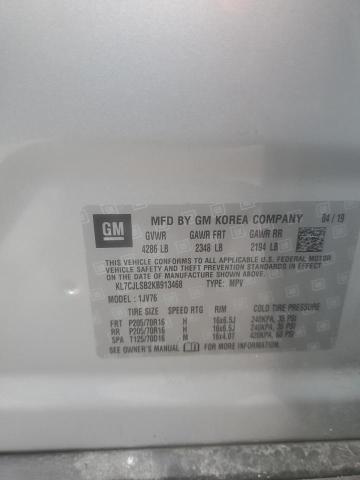 MFD BY GM KOREA COMPANY 04/19
GM
GVWR GAWR FRT GAWR RR
4286 LB 2348 LB 2194 LB
THIS VEHICLE CONFORMS TO ALL APPLICABLE U.S. FEDERAL MOTOR
VEHICLE SAFETY, BUMPER, AND THEFT PREVENTION STANDARDS IN
EFFECT ON THE DATE OF MANUFACTURE SHOWN ABOVE.
KL7CJLSB2KB913468 TYPE: MPV
MODEL: 1JV76
TIRE SIZE SPEED RTG RIM COLD TIRE PRESSURE
FRT P205/70R16 H 16x6.5J 240KPA, 35 PSI
RR P205/70R16 H 16x6.5J 240KPA, 35 PSI
SPA T125/70D16 M 16x4.0T 420KPA, 60 PSI
SEE OWNER'S MANUAL FOR ADDITIONAL INFORMATION